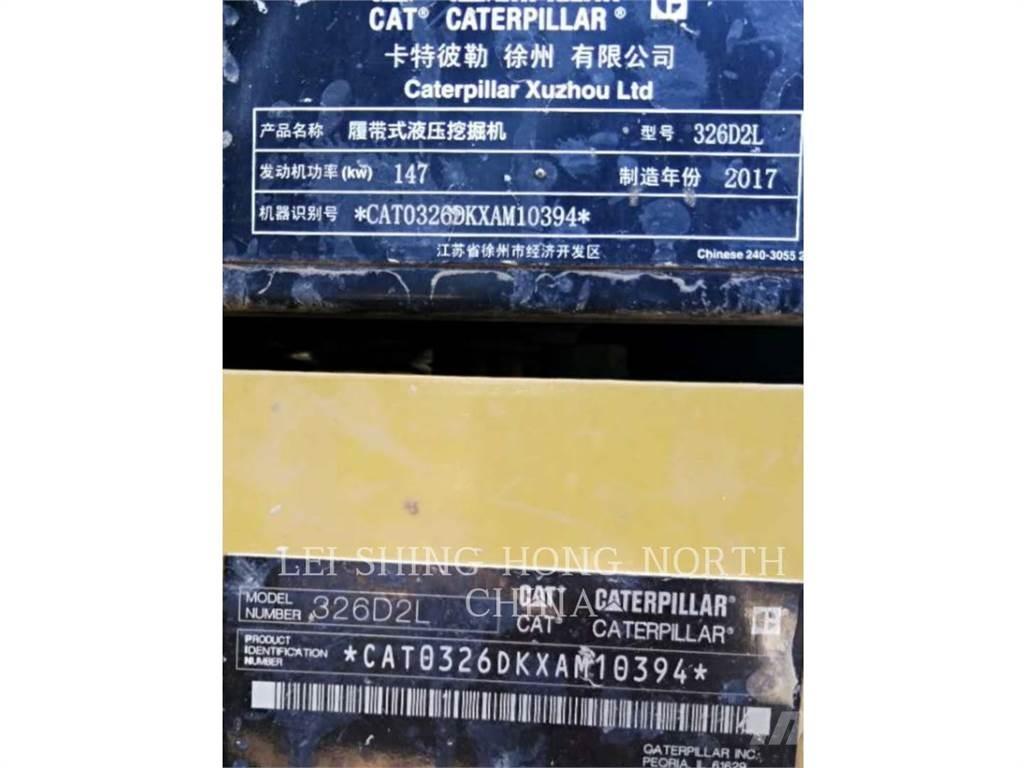 CAT® CATERPILLAR®
卡特彼勒 徐州 有限公司
Caterpillar Xuzhou Ltd
产品名称 履带式液压挖掘机 型号 326D2L
发动机功率(kw) 147 制造年份 2017
机器识别号 *CAT0326DKXAM10394*
江苏省徐州市经济开发区 Chinese 240-3055 2
LEI SHING HONG NORTH CHINA
MODEL NUMBER 326D2L
CAT CATERPILLAR®
CAT® CATERPILLAR®
PRODUCT IDENTIFICATION NUMBER *CAT0326DKXAM10394*
CATERPILLAR INC.
PEORIA, IL 61629